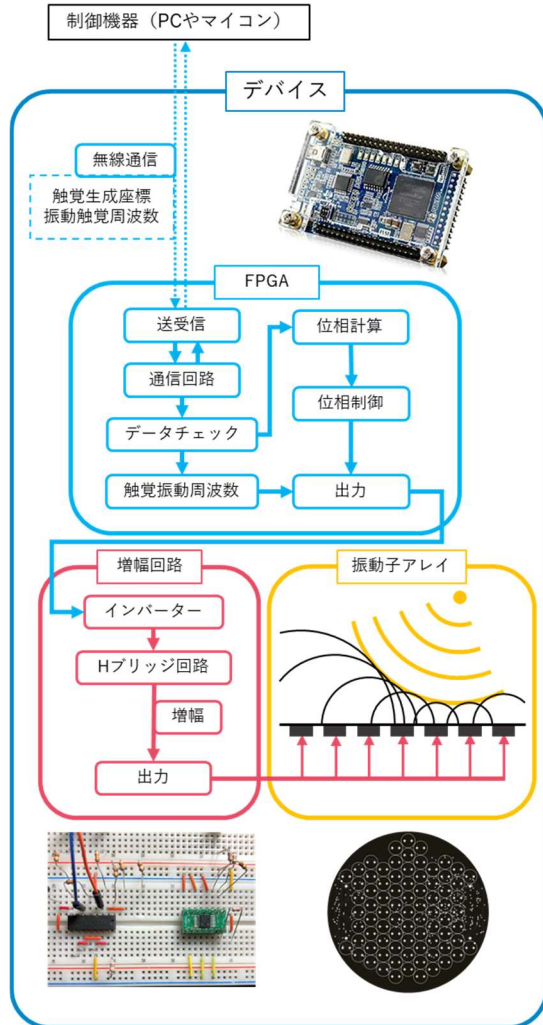 制御機器（PCやマイコン）
デバイス
無線通信
触覚生成座標
振動触覚周波数
FPGA
送受信
位相計算
通信回路
位相制御
データチェック
触覚振動周波数
出力
増幅回路
振動子アレイ
インバーター
Hブリッジ回路
増幅
出力